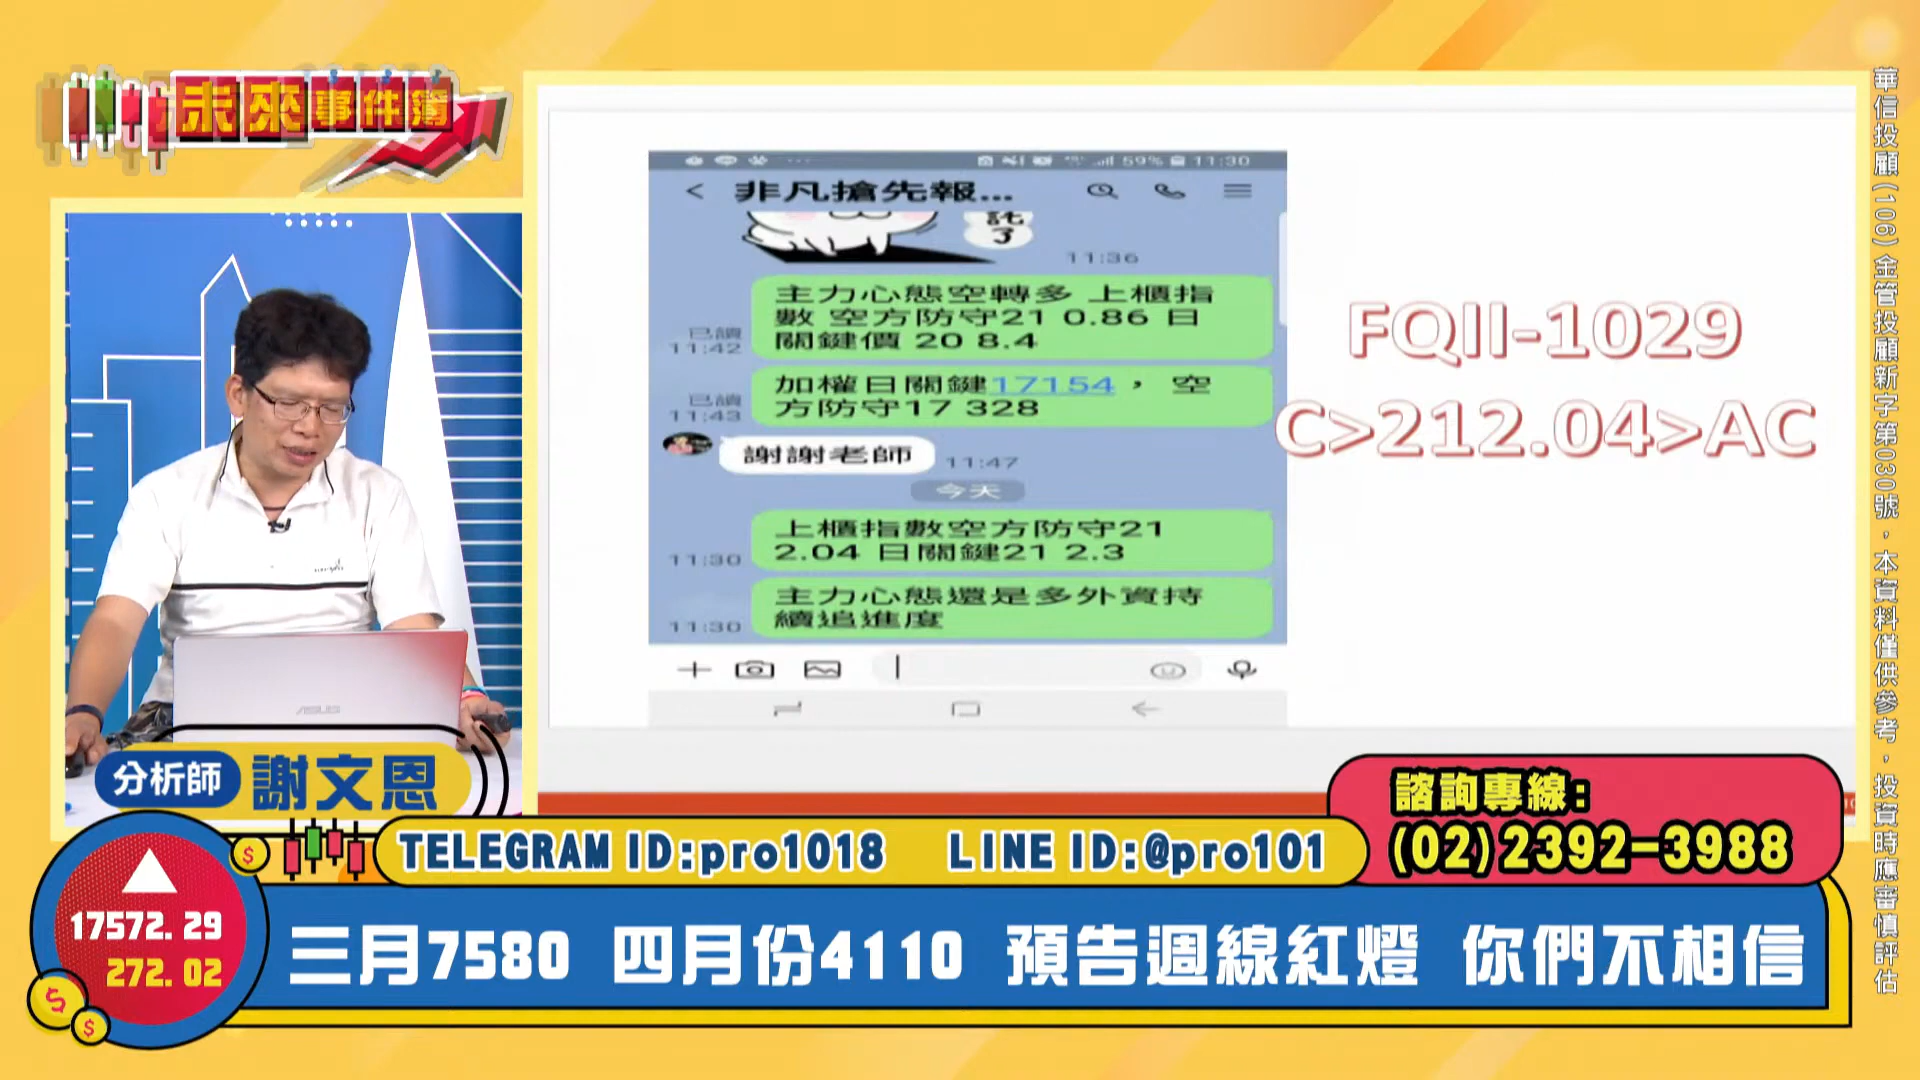 未來事件簿
59% 11:30
非凡搶先報...
託
了
11:36
主力心態空轉多 上櫃指
數 空方防守21 0.86 日
關鍵價 20 8.4
已讀
11:42
加權日關鍵17154， 空
方防守17 328
已讀
11:43
謝謝老師
11:47
今天
上櫃指數空方防守21
2.04 日關鍵21 2.3
11:30
主力心態還是多外資持
續追進度
11:30
FQII-1029
C>212.04>AC
ASUS
分析師 謝文恩
諮詢專線:
(02)2392-3988
TELEGRAM ID:pro1018 LINE ID:@pro101
17572.29
272.02
三月7580 四月份4110 預告週線紅燈 你們不相信
華信投顧(106)金管投顧新字第030號，本資料僅供參考，投資時應審慎評估